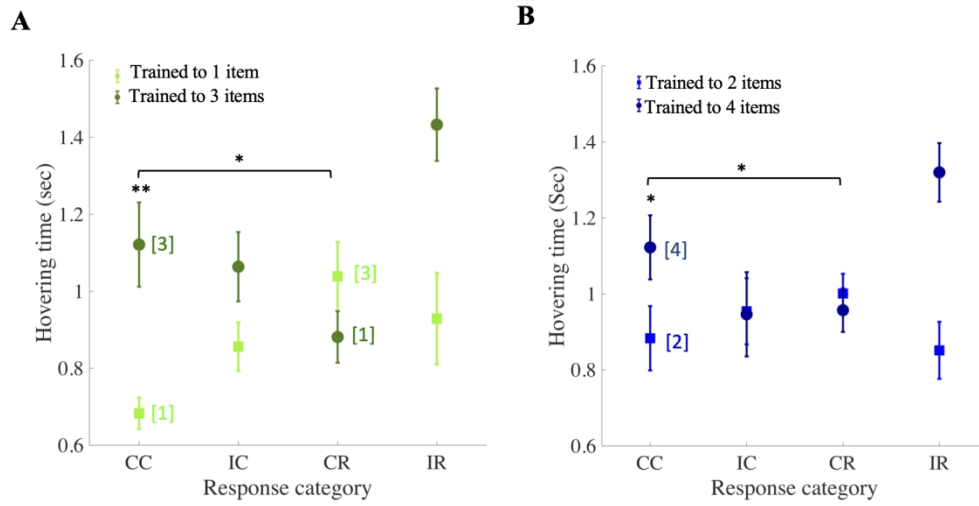 A
Trained to 1 item
Trained to 3 items
Hovering time (sec)
1.6
1.4
1.2
1
0.8
0.6
*
**
[3]
[3]
[1]
[1]
CC IC CR IR
Response category
B
Trained to 2 items
Trained to 4 items
Hovering time (Sec)
1.6
1.4
1.2
1
0.8
0.6
*
*
[4]
[2]
CC IC CR IR
Response category